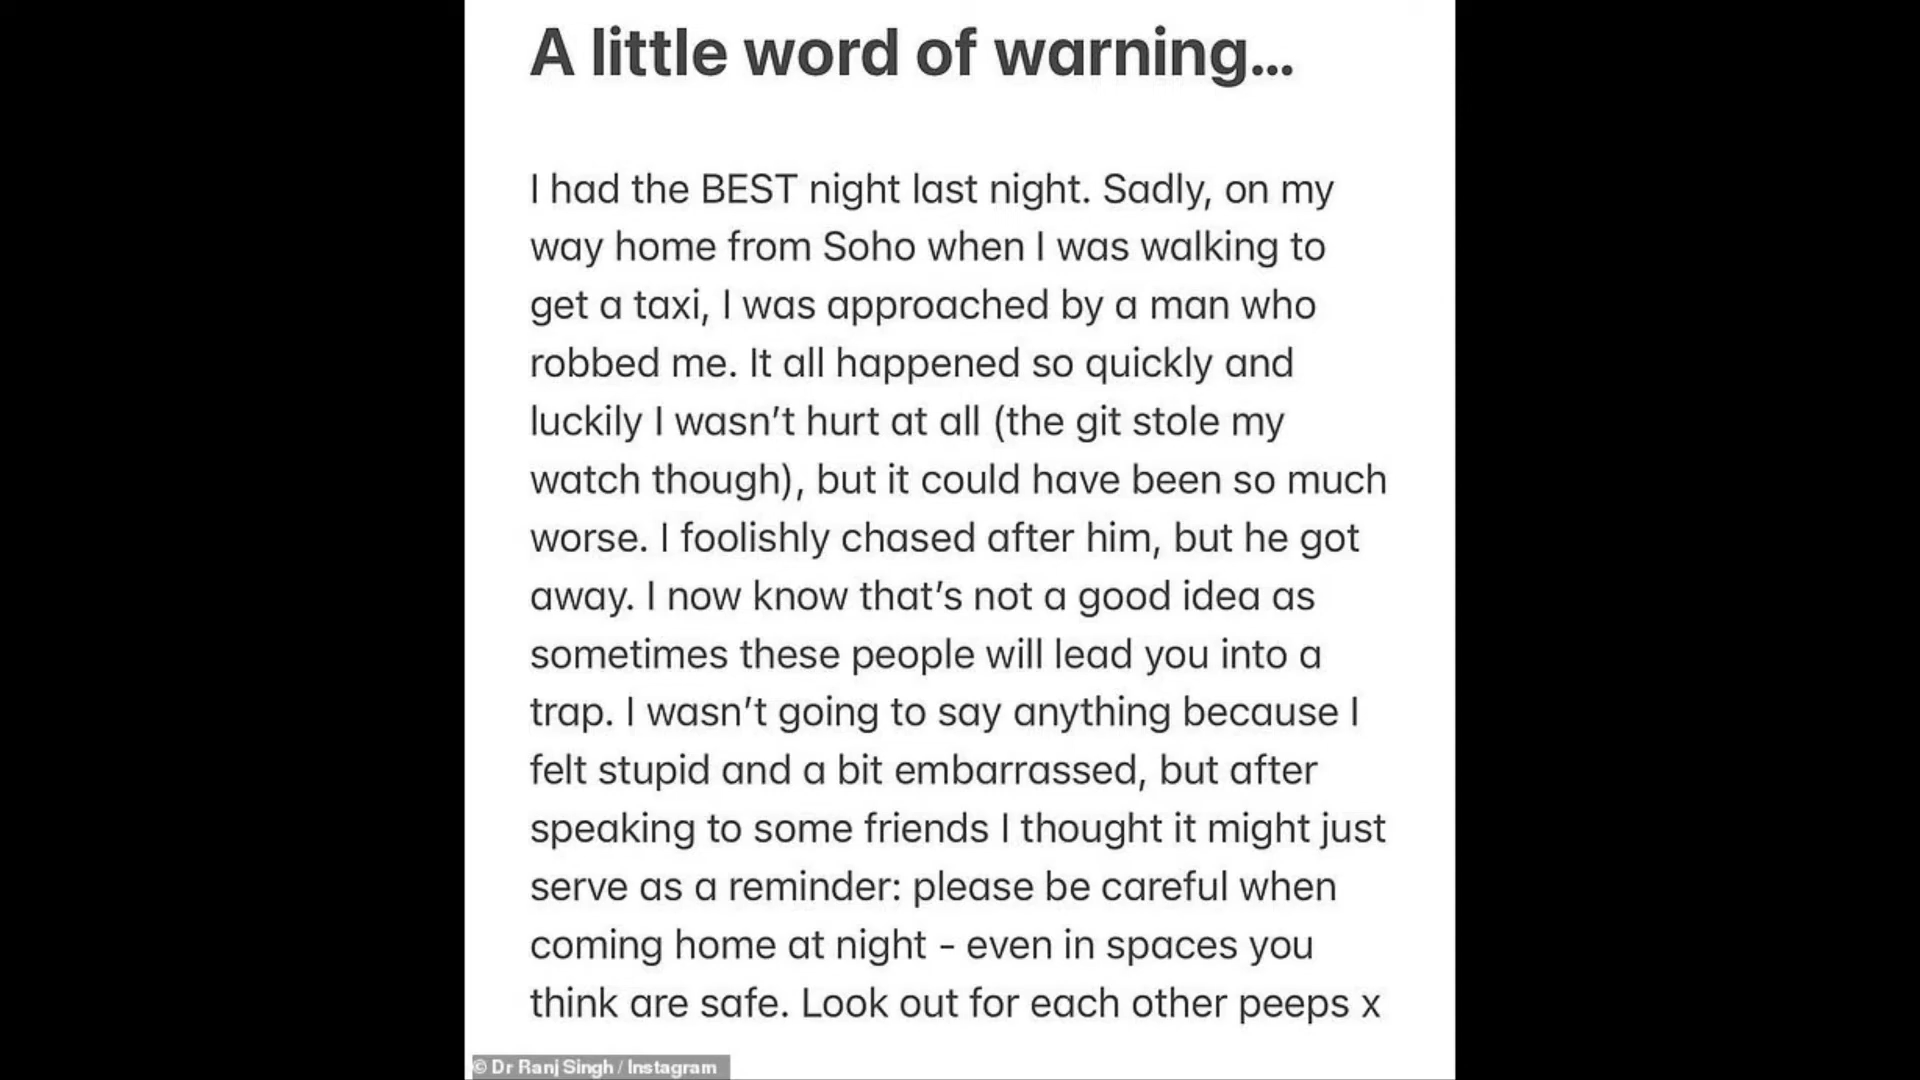 A little word of warning...
I had the BEST night last night. Sadly, on my
way home from Soho when I was walking to
get a taxi, I was approached by a man who
robbed me. It all happened so quickly and
luckily I wasn’t hurt at all (the git stole my
watch though), but it could have been so much
worse. I foolishly chased after him, but he got
away. I now know that’s not a good idea as
sometimes these people will lead you into a
trap. I wasn’t going to say anything because I
felt stupid and a bit embarrassed, but after
speaking to some friends I thought it might just
serve as a reminder: please be careful when
coming home at night - even in spaces you
think are safe. Look out for each other peeps x
© Dr Ranj Singh / Instagram